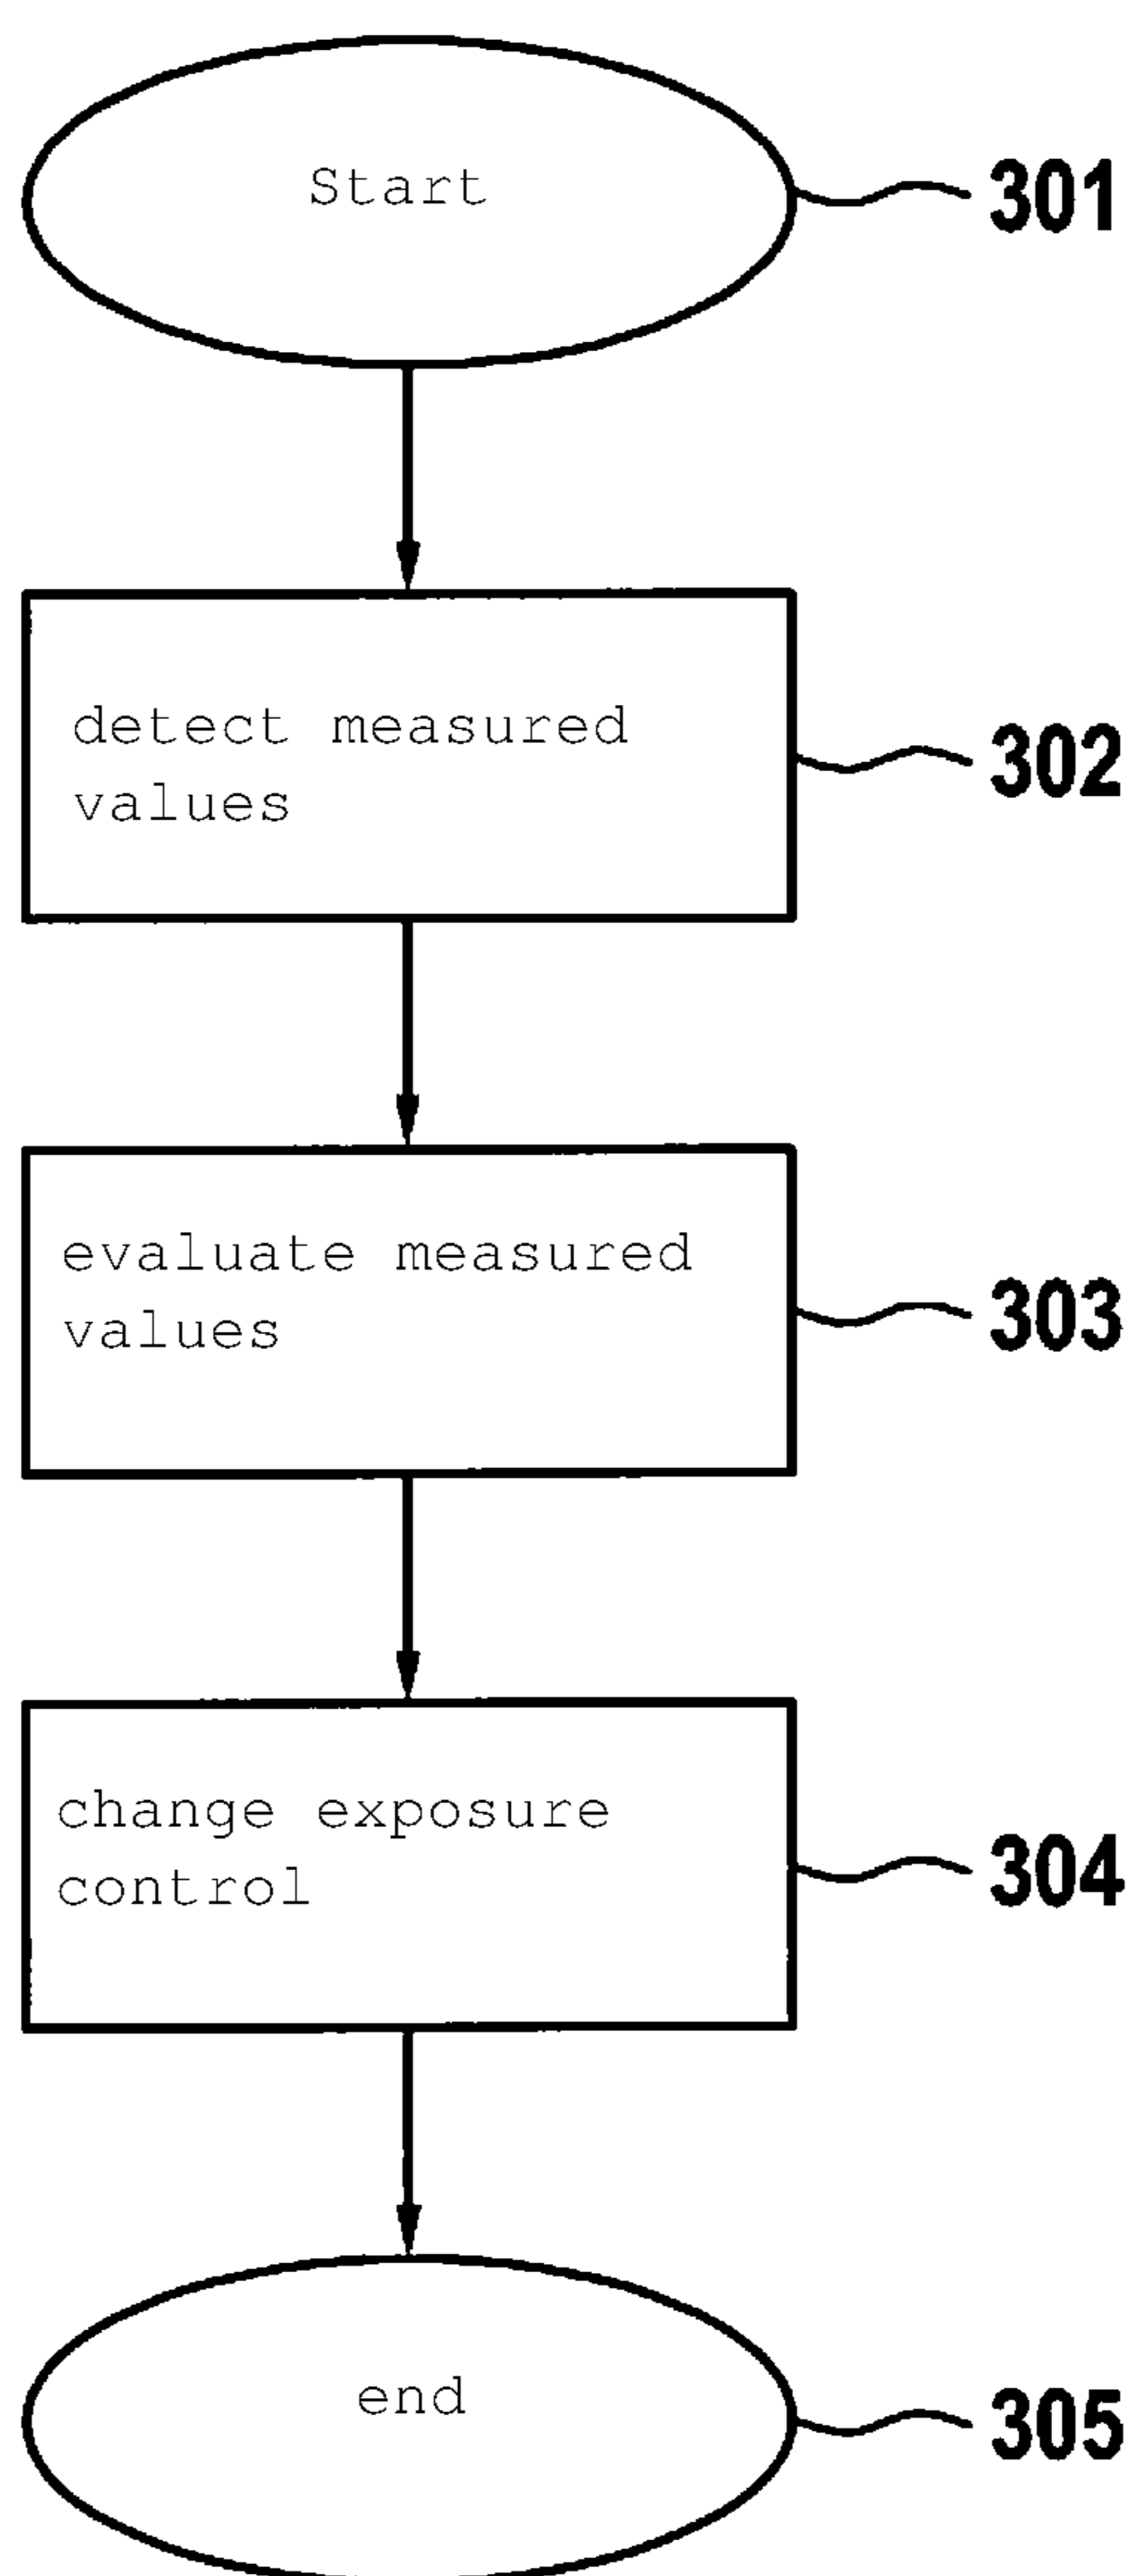 Start
301
detect measured
values
302
evaluate measured
values
303
change exposure
control
304
end
305